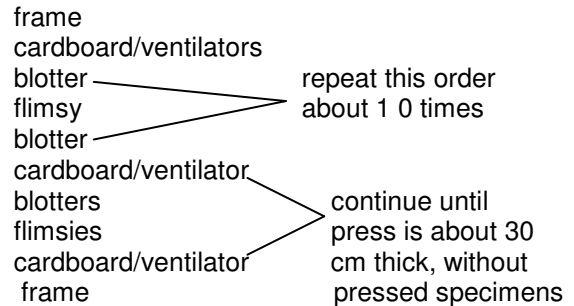 frame
cardboard/ventilators
blotter repeat this order
flimsy about 1 0 times
blotter
cardboard/ventilator
blotters continue until
flimsies press is about 30
cardboard/ventilator cm thick, without
frame pressed specimens